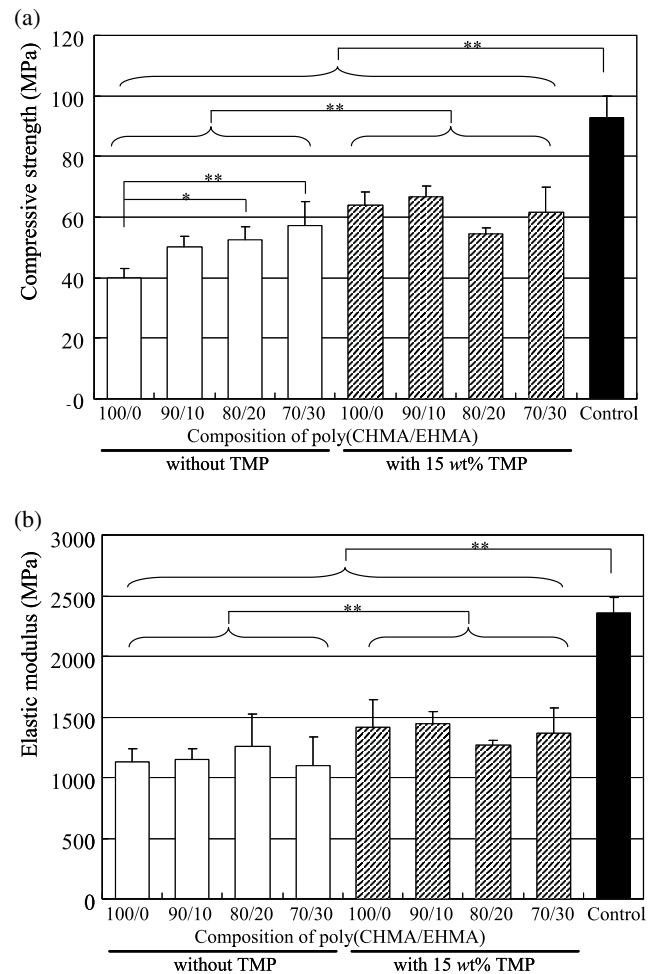 (a)
Compressive strength (MPa)
120
100
80
60
40
20
-0
**
**
**
*
100/0 90/10 80/20 70/30 100/0 90/10 80/20 70/30 Control
Composition of poly(CHMA/EHMA)
without TMP with 15 wt% TMP
(b)
Elastic modulus (MPa)
3000
2500
2000
1500
1000
500
0
**
**
100/0 90/10 80/20 70/30 100/0 90/10 80/20 70/30 Control
Composition of poly(CHMA/EHMA)
without TMP with 15 wt% TMP